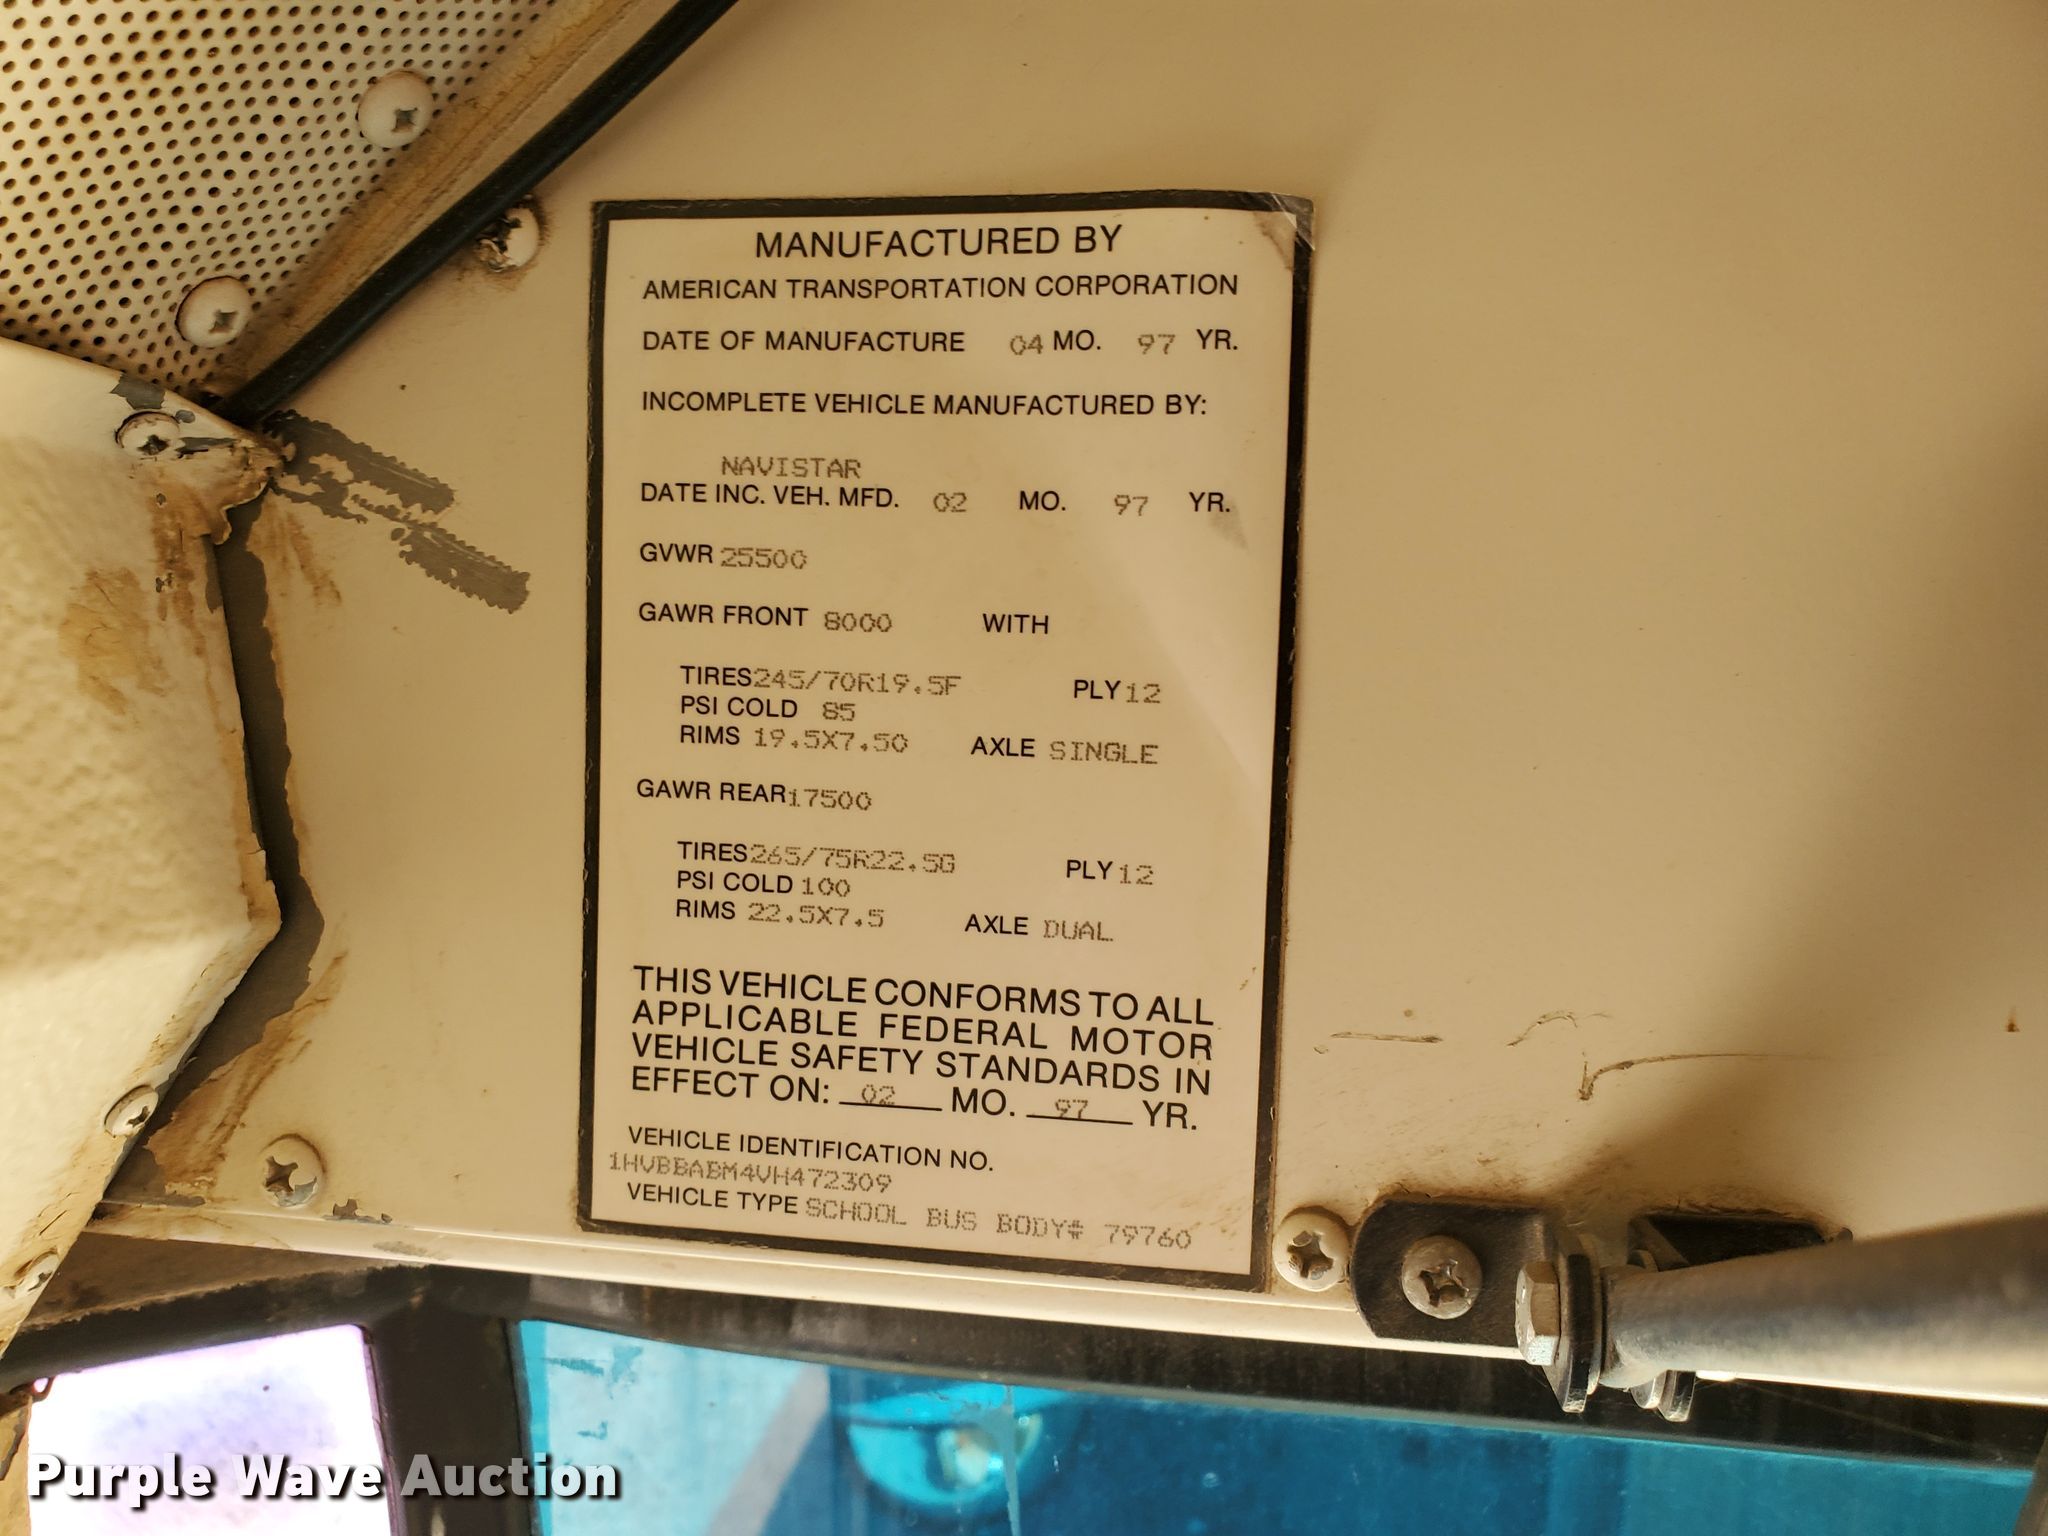 MANUFACTURED BY
AMERICAN TRANSPORTATION CORPORATION
DATE OF MANUFACTURE 04 MO. 97 YR.
INCOMPLETE VEHICLE MANUFACTURED BY:
NAVISTAR
DATE INC. VEH. MFD. 02 MO. 97 YR.
GVWR 25500
GAWR FRONT 8000 WITH
TIRES 245/70R19.5F PLY 12
PSI COLD 85
RIMS 19.5X7.50 AXLE SINGLE
GAWR REAR 17500
TIRES 265/75R22.5G PLY 12
PSI COLD 100
RIMS 22.5X7.5 AXLE DUAL
THIS VEHICLE CONFORMS TO ALL
APPLICABLE FEDERAL MOTOR
VEHICLE SAFETY STANDARDS IN
EFFECT ON: 02 MO. 97 YR.
VEHICLE IDENTIFICATION NO.
1HVBBABM4VH472309
VEHICLE TYPE SCHOOL BUS BODY# 79760
Purple Wave Auction